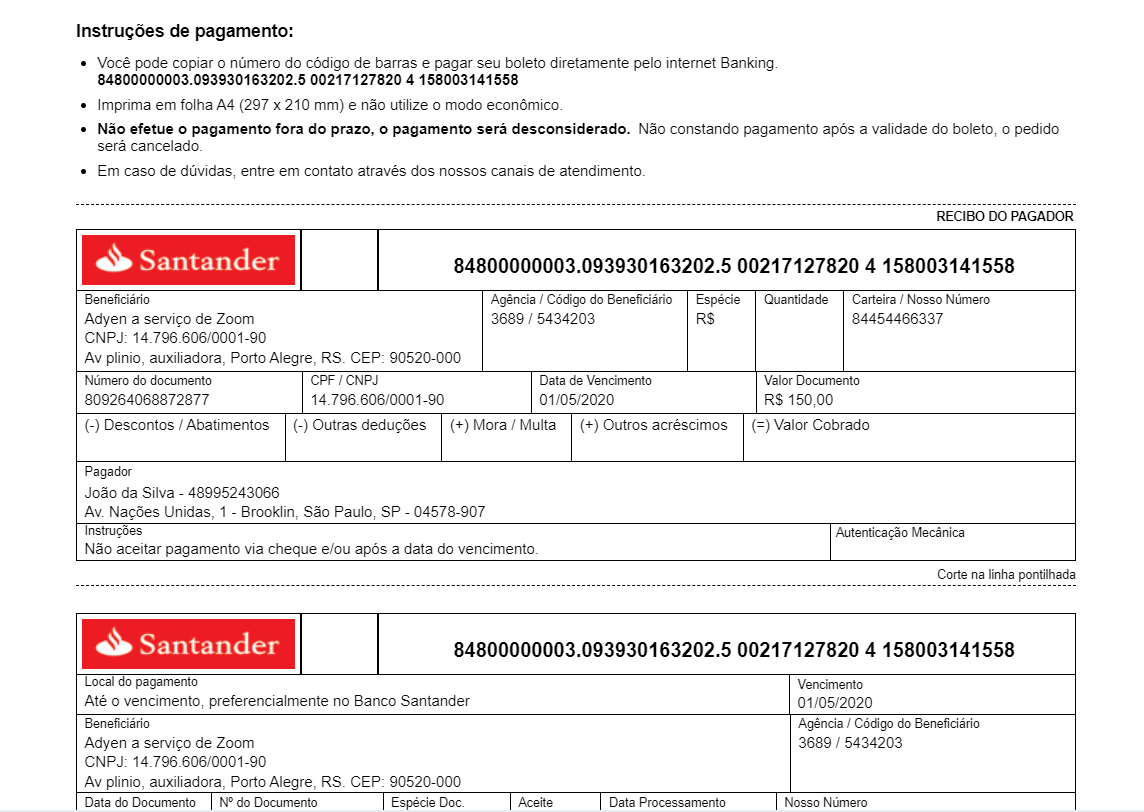 Instruções de pagamento:
Você pode copiar o número do código de barras e pagar seu boleto diretamente pelo internet Banking.
84800000003.093930163202.5 00217127820 4 158003141558
Imprima em folha A4 (297 x 210 mm) e não utilize o modo econômico.
Não efetue o pagamento fora do prazo, o pagamento será desconsiderado. Não constando pagamento após a validade do boleto, o pedido
será cancelado.
Em caso de dúvidas, entre em contato através dos nossos canais de atendimento.
RECIBO DO PAGADOR
Santander
84800000003.093930163202.5 00217127820 4 158003141558
Beneficiário
Adyen a serviço de Zoom
CNPJ: 14.796.606/0001-90
Av plinio, auxiliadora, Porto Alegre, RS. CEP: 90520-000
Agência / Código do Beneficiário
3689 / 5434203
Espécie
R$
Quantidade
Carteira / Nosso Número
84454466337
Número do documento
809264068872877
CPF / CNPJ
14.796.606/0001-90
Data de Vencimento
01/05/2020
Valor Documento
R$ 150,00
(-) Descontos / Abatimentos
(-) Outras deduções
(+) Mora / Multa
(+) Outros acréscimos
(=) Valor Cobrado
Pagador
João da Silva - 48995243066
Av. Nações Unidas, 1 - Brooklin, São Paulo, SP - 04578-907
Instruções
Não aceitar pagamento via cheque e/ou após a data do vencimento.
Autenticação Mecânica
Corte na linha pontilhada
Santander
84800000003.093930163202.5 00217127820 4 158003141558
Local do pagamento
Até o vencimento, preferencialmente no Banco Santander
Vencimento
01/05/2020
Beneficiário
Adyen a serviço de Zoom
CNPJ: 14.796.606/0001-90
Av plinio, auxiliadora, Porto Alegre, RS. CEP: 90520-000
Agência / Código do Beneficiário
3689 / 5434203
Data do Documento
Nº do Documento
Espécie Doc.
Aceite
Data Processamento
Nosso Número